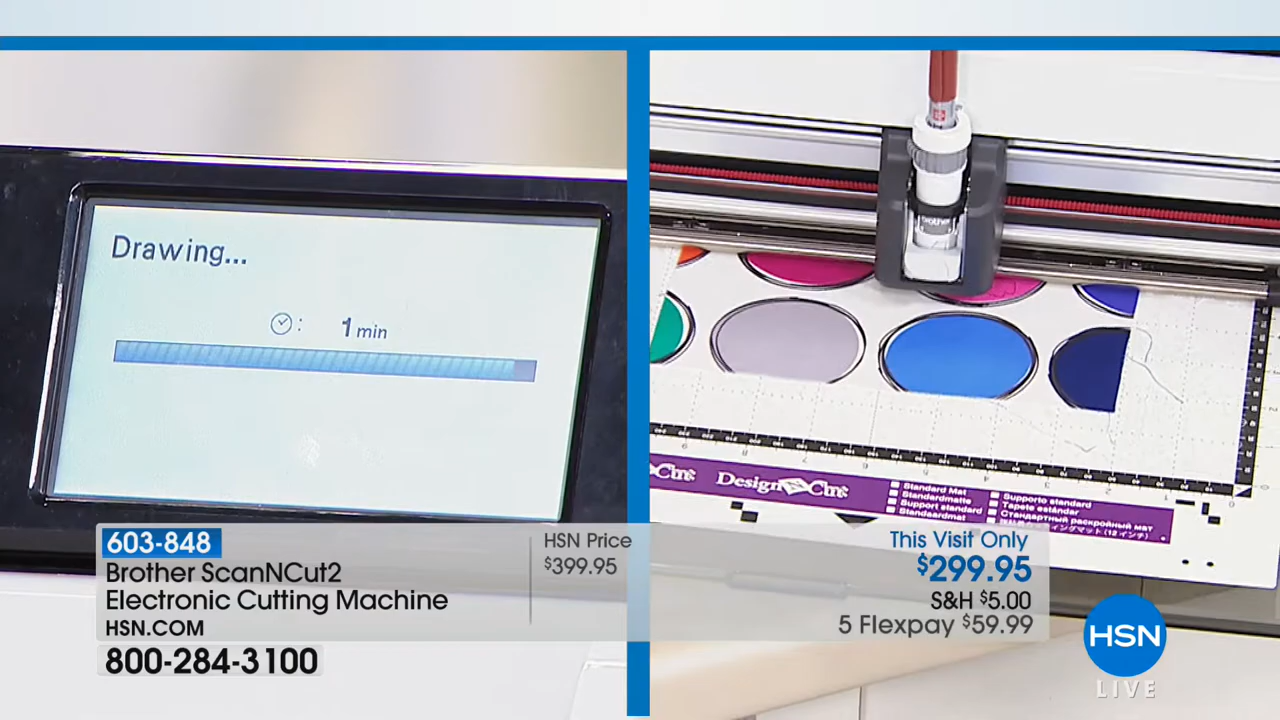 Drawing...
1 min
brother
Design n Cut
Standard Mat
Standardmatte
Support standard
Standaardmat
Supporto standard
Tapete estándar
Стандартный раскройный мат
603-848
Brother ScanNCut2
Electronic Cutting Machine
HSN.COM
800-284-3100
HSN Price
$399.95
This Visit Only
$299.95
S&H $5.00
5 Flexpay $59.99
HSN
LIVE